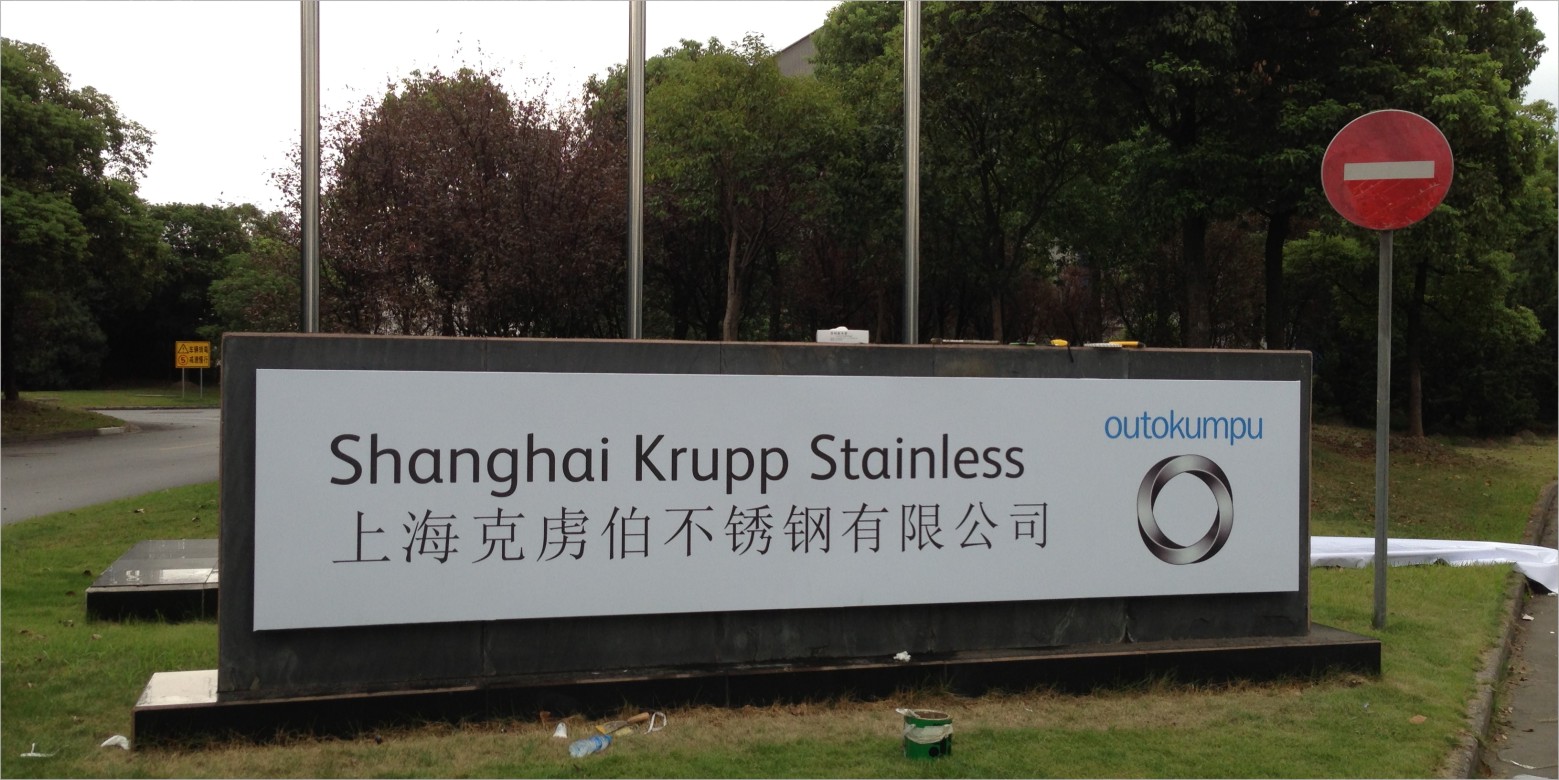 Shanghai Krupp Stainless
上海克虏伯不锈钢有限公司
outokumpu